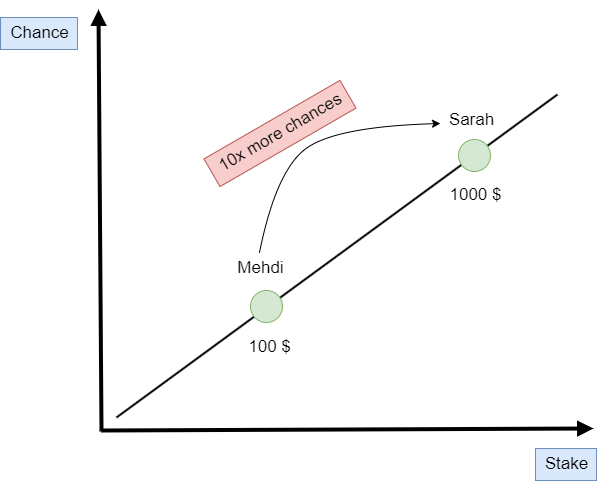 Chance
10x more chances
Sarah
1000 $
Mehdi
100 $
Stake